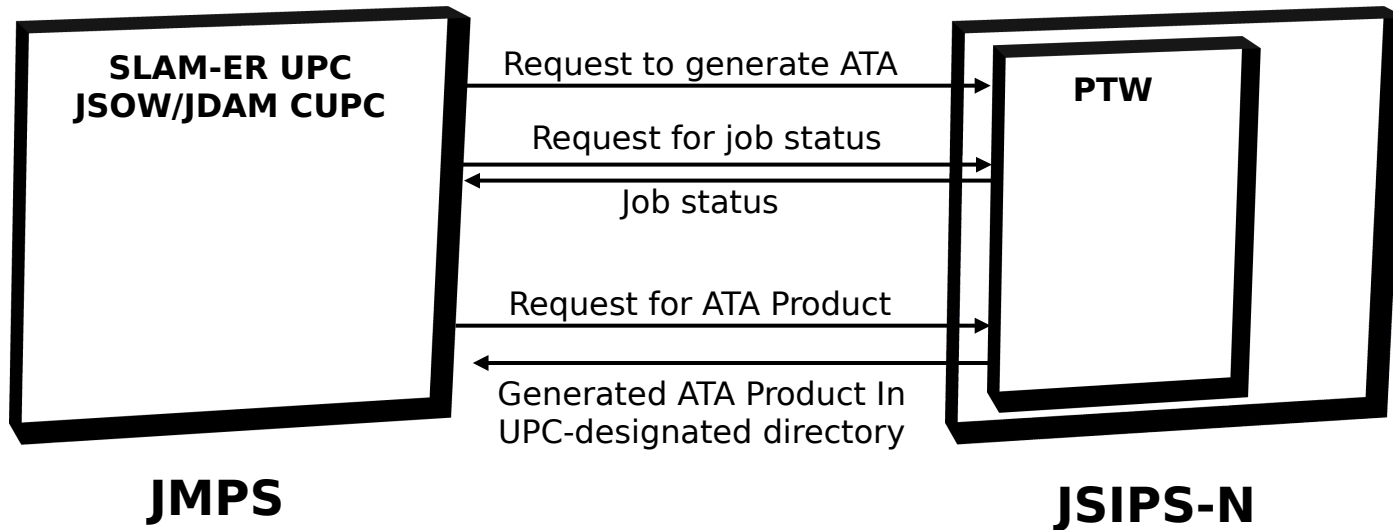 SLAM-ER UPC
JSOW/JDAM CUPC
Request to generate ATA
PTW
Request for job status
Job status
Request for ATA Product
Generated ATA Product In
UPC-designated directory
JMPS
JSIPS-N